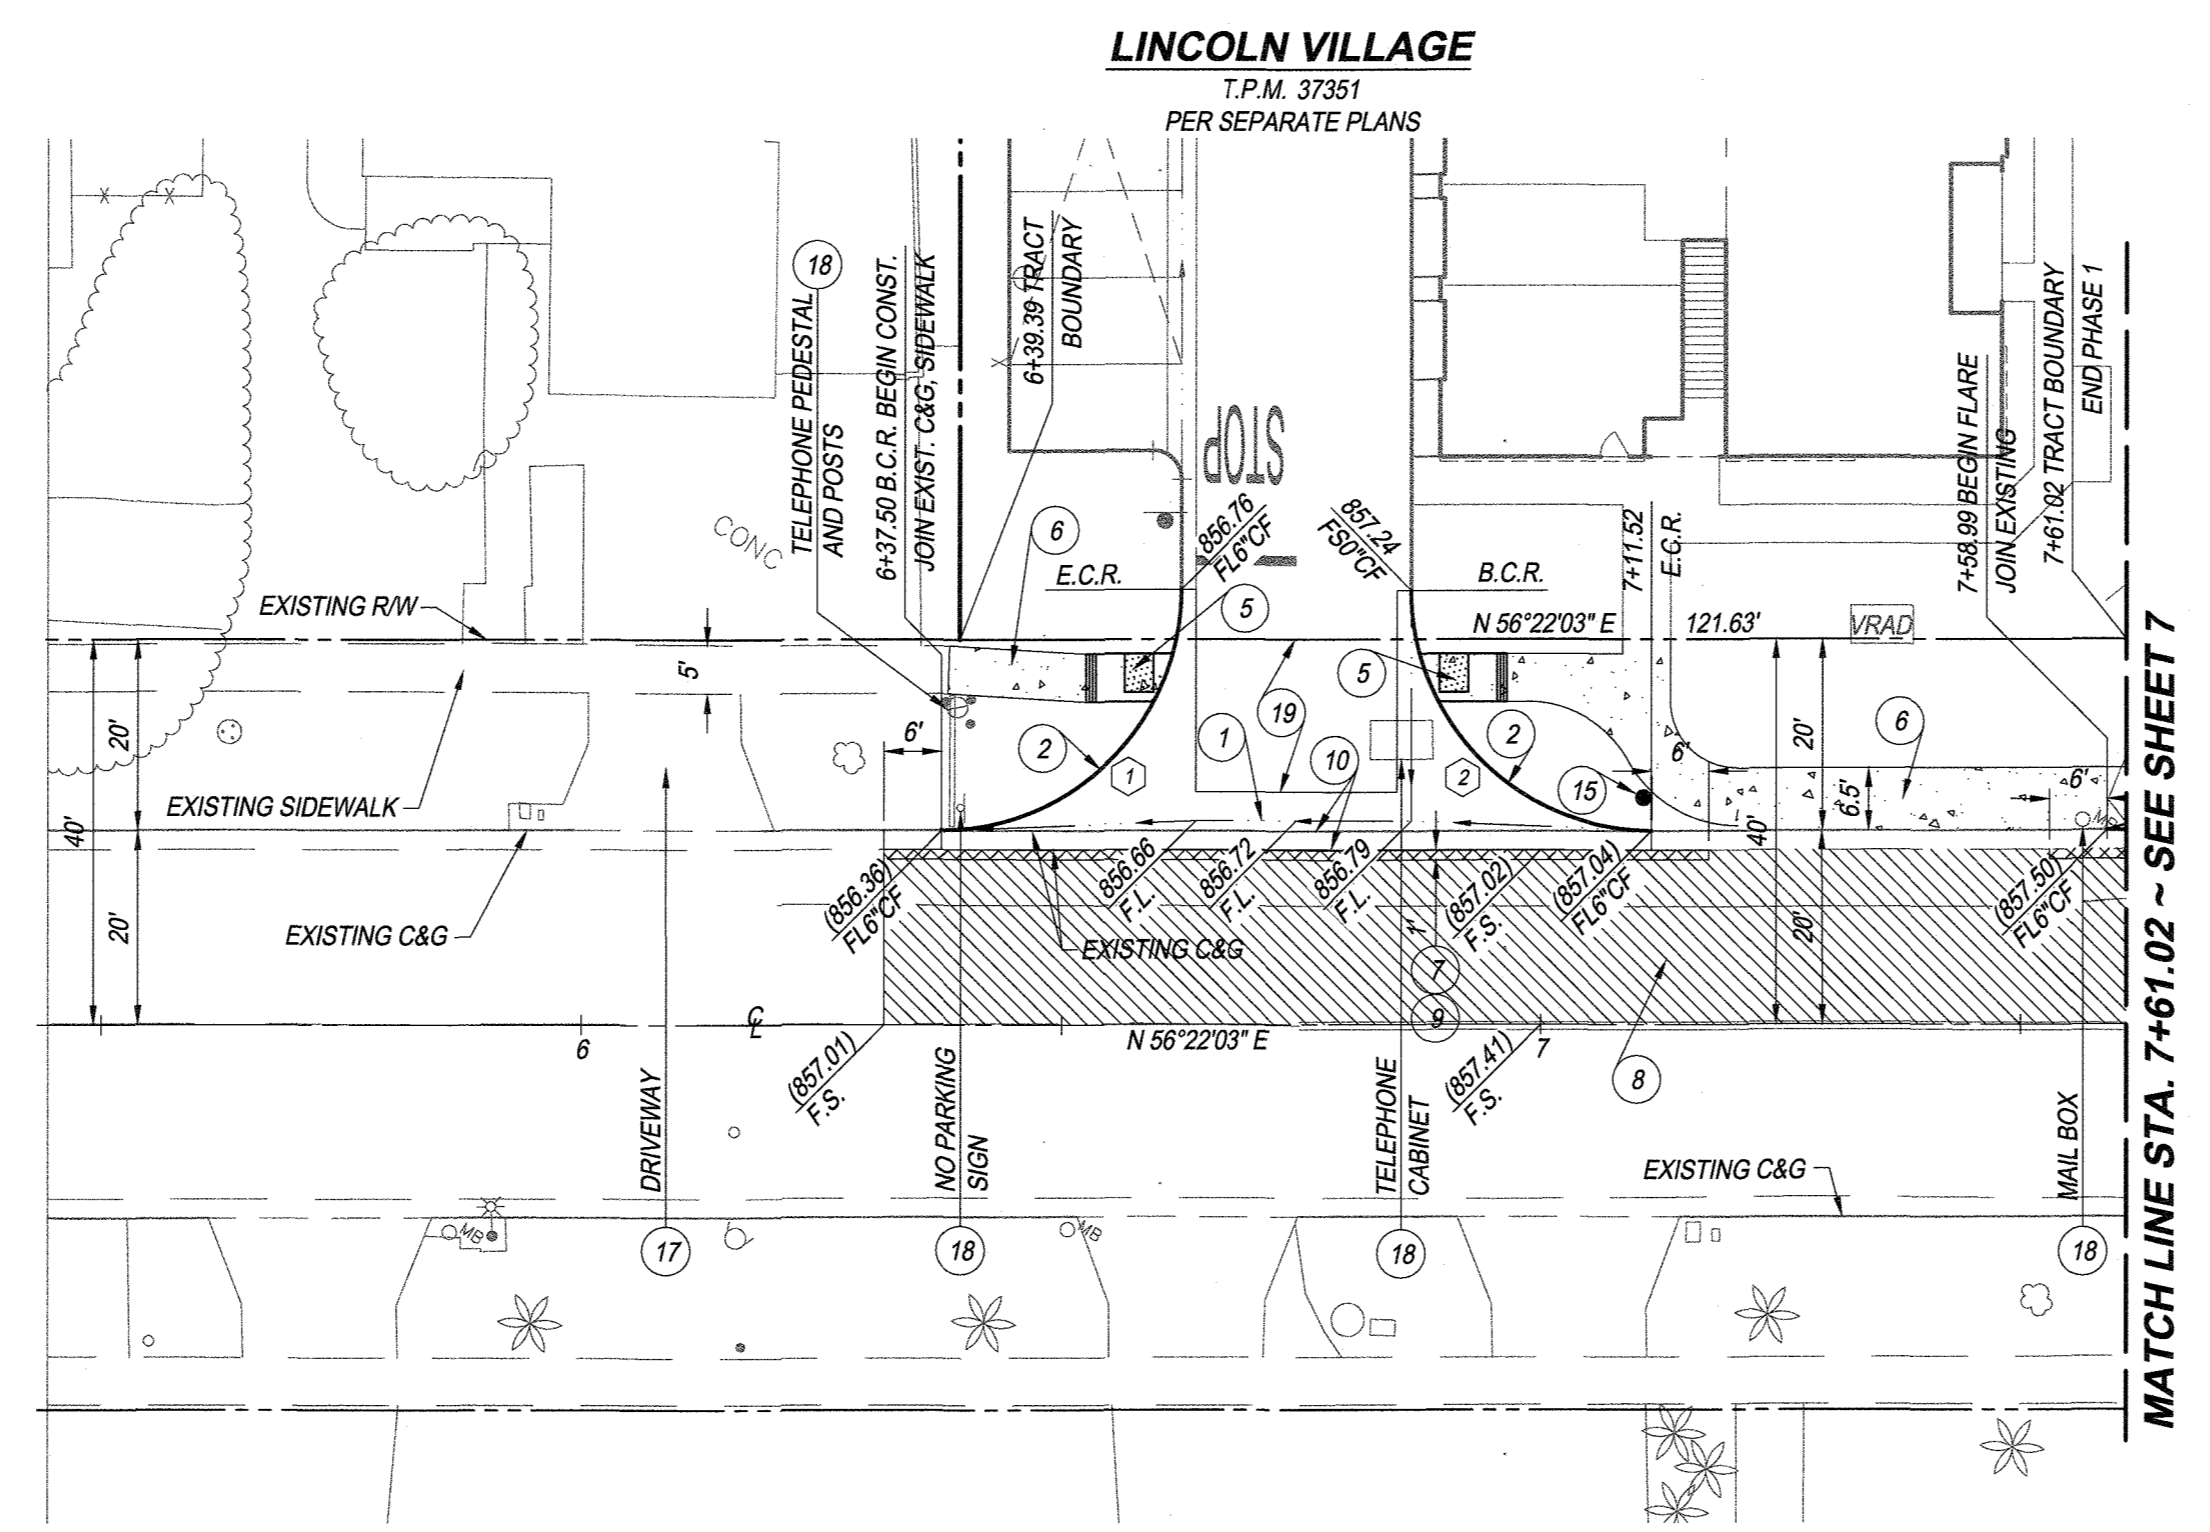 LINCOLN VILLAGE
T.P.M. 37351
PER SEPARATE PLANS
18
TELEPHONE PEDESTAL
AND POSTS
6+37.50 B.C.R. BEGIN CONST.
JOIN EXIST. C&G, SIDEWALK
6+39.39 TRACT
BOUNDARY
STOP
CONC
6
E.C.R.
856.76
FL6"CF
857.24
FS0"CF
B.C.R.
7+11.52
E.C.R.
7+58.99 BEGIN FLARE
JOIN EXISTING
7+61.02 TRACT BOUNDARY
END PHASE 1
EXISTING R/W
5
N 56°22'03" E
121.63'
VRAD
5'
5
20'
6'
2
1
19
1
10
2
2
15
6'
20'
6
6'
6.5'
MB
EXISTING SIDEWALK
40'
40'
20'
EXISTING C&G
(856.36)
FL6"CF
856.66
F.L.
856.72
F.L.
856.79
F.L.
1'
(857.02)
F.S.
(857.04)
FL6"CF
20'
(857.50)
FL6"CF
EXISTING C&G
7
9
8
6
CL
N 56°22'03" E
7
(857.01)
F.S.
(857.41)
F.S.
DRIVEWAY
NO PARKING
SIGN
TELEPHONE
CABINET
EXISTING C&G
MAIL BOX
MB
17
18
MB
18
18
MATCH LINE STA. 7+61.02 ~ SEE SHEET 7